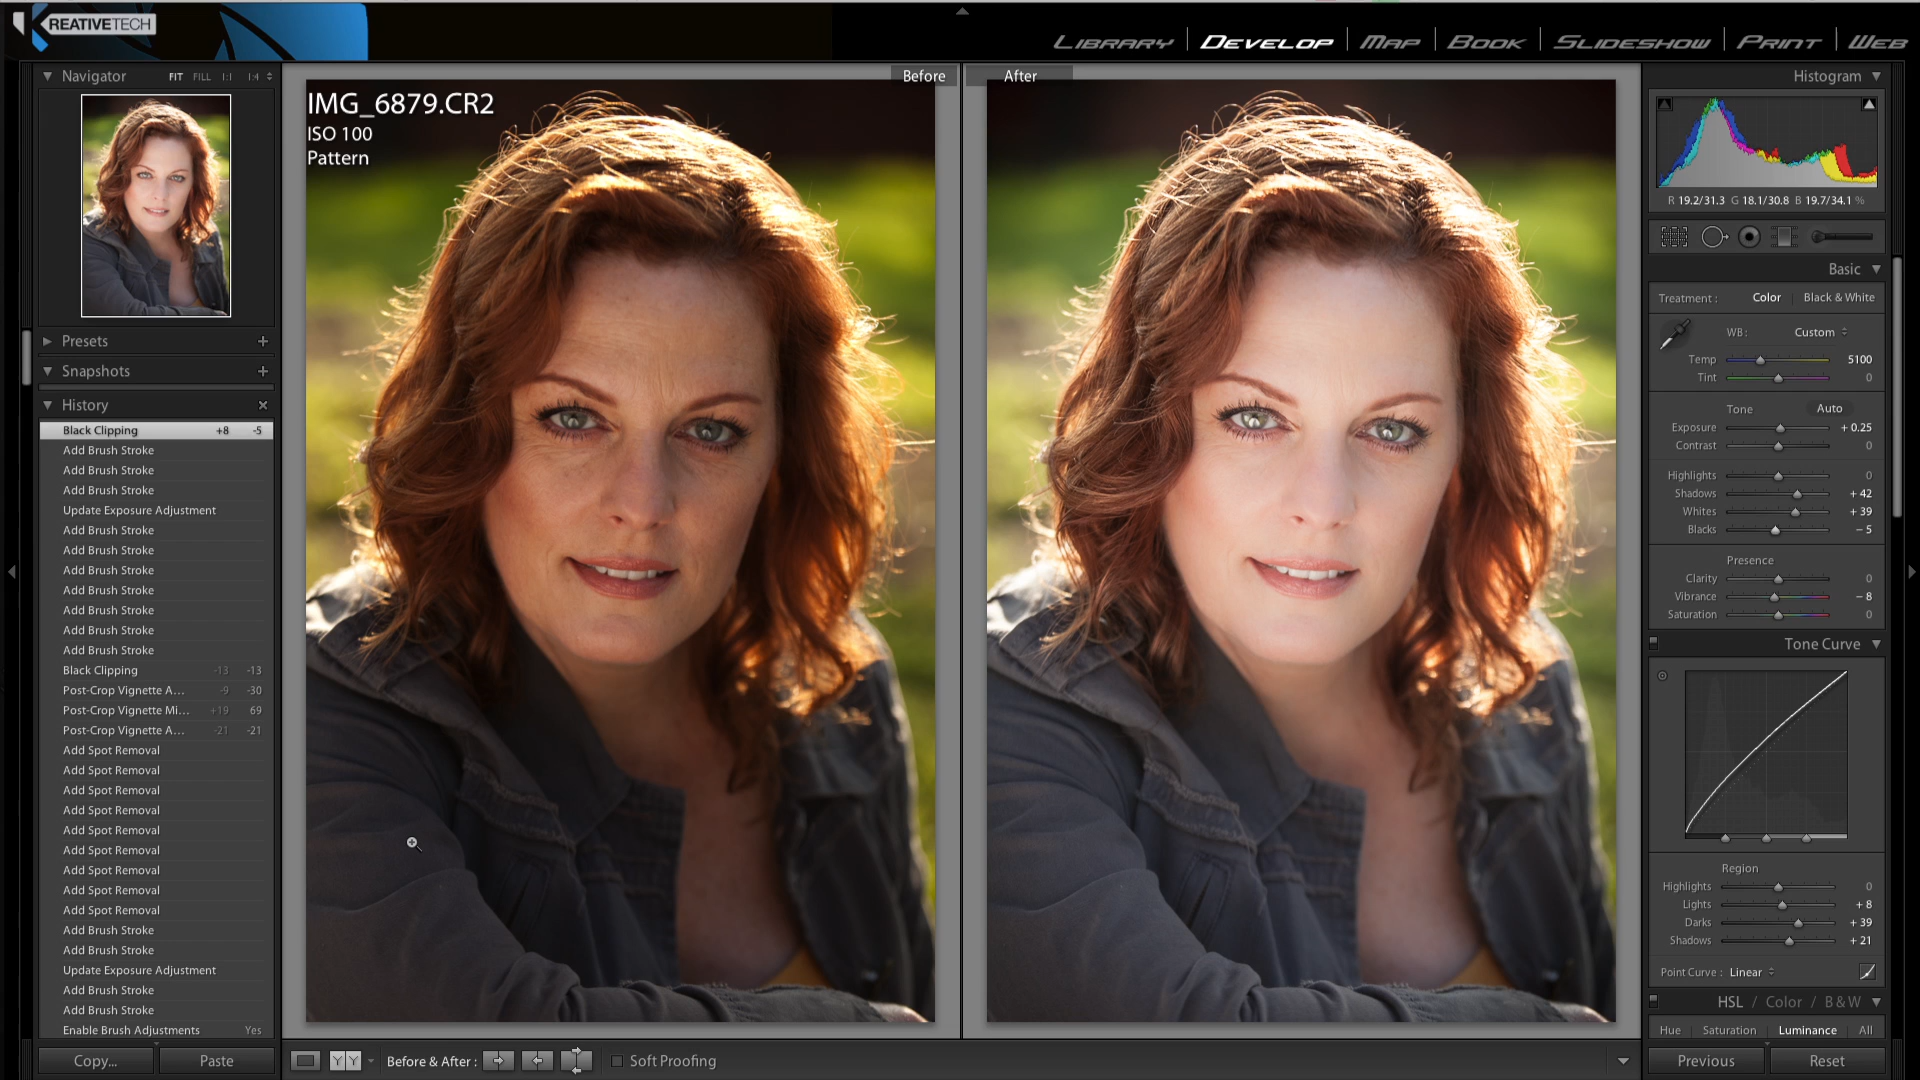 KREATIVETECH
LIBRARY | DEVELOP | MAP | BOOK | SLIDESHOW | PRINT | WEB
Navigator FIT FILL 1:1 1:4
Presets +
Snapshots +
History ×
Black Clipping +8 -5
Add Brush Stroke
Add Brush Stroke
Add Brush Stroke
Update Exposure Adjustment
Add Brush Stroke
Add Brush Stroke
Add Brush Stroke
Add Brush Stroke
Add Brush Stroke
Add Brush Stroke
Add Brush Stroke
Black Clipping -13 -13
Post-Crop Vignette A... -9 -30
Post-Crop Vignette Mi... +19 69
Post-Crop Vignette A... -21 -21
Add Spot Removal
Add Spot Removal
Add Spot Removal
Add Spot Removal
Add Spot Removal
Add Spot Removal
Add Spot Removal
Add Spot Removal
Add Spot Removal
Add Brush Stroke
Add Brush Stroke
Update Exposure Adjustment
Add Brush Stroke
Add Brush Stroke
Enable Brush Adjustments Yes
Copy... Paste
Before
After
IMG_6879.CR2
ISO 100
Pattern
Y Y Before & After : Soft Proofing
Histogram
R 19.2/31.3 G 18.1/30.8 B 19.7/34.1 %
Basic
Treatment : Color | Black & White
WB : Custom
Temp 5100
Tint 0
Tone Auto
Exposure + 0.25
Contrast 0
Highlights 0
Shadows + 42
Whites + 39
Blacks − 5
Presence
Clarity 0
Vibrance − 8
Saturation 0
Tone Curve
Region
Highlights 0
Lights + 8
Darks + 39
Shadows + 21
Point Curve : Linear
HSL / Color / B & W
Hue Saturation Luminance All
Previous Reset